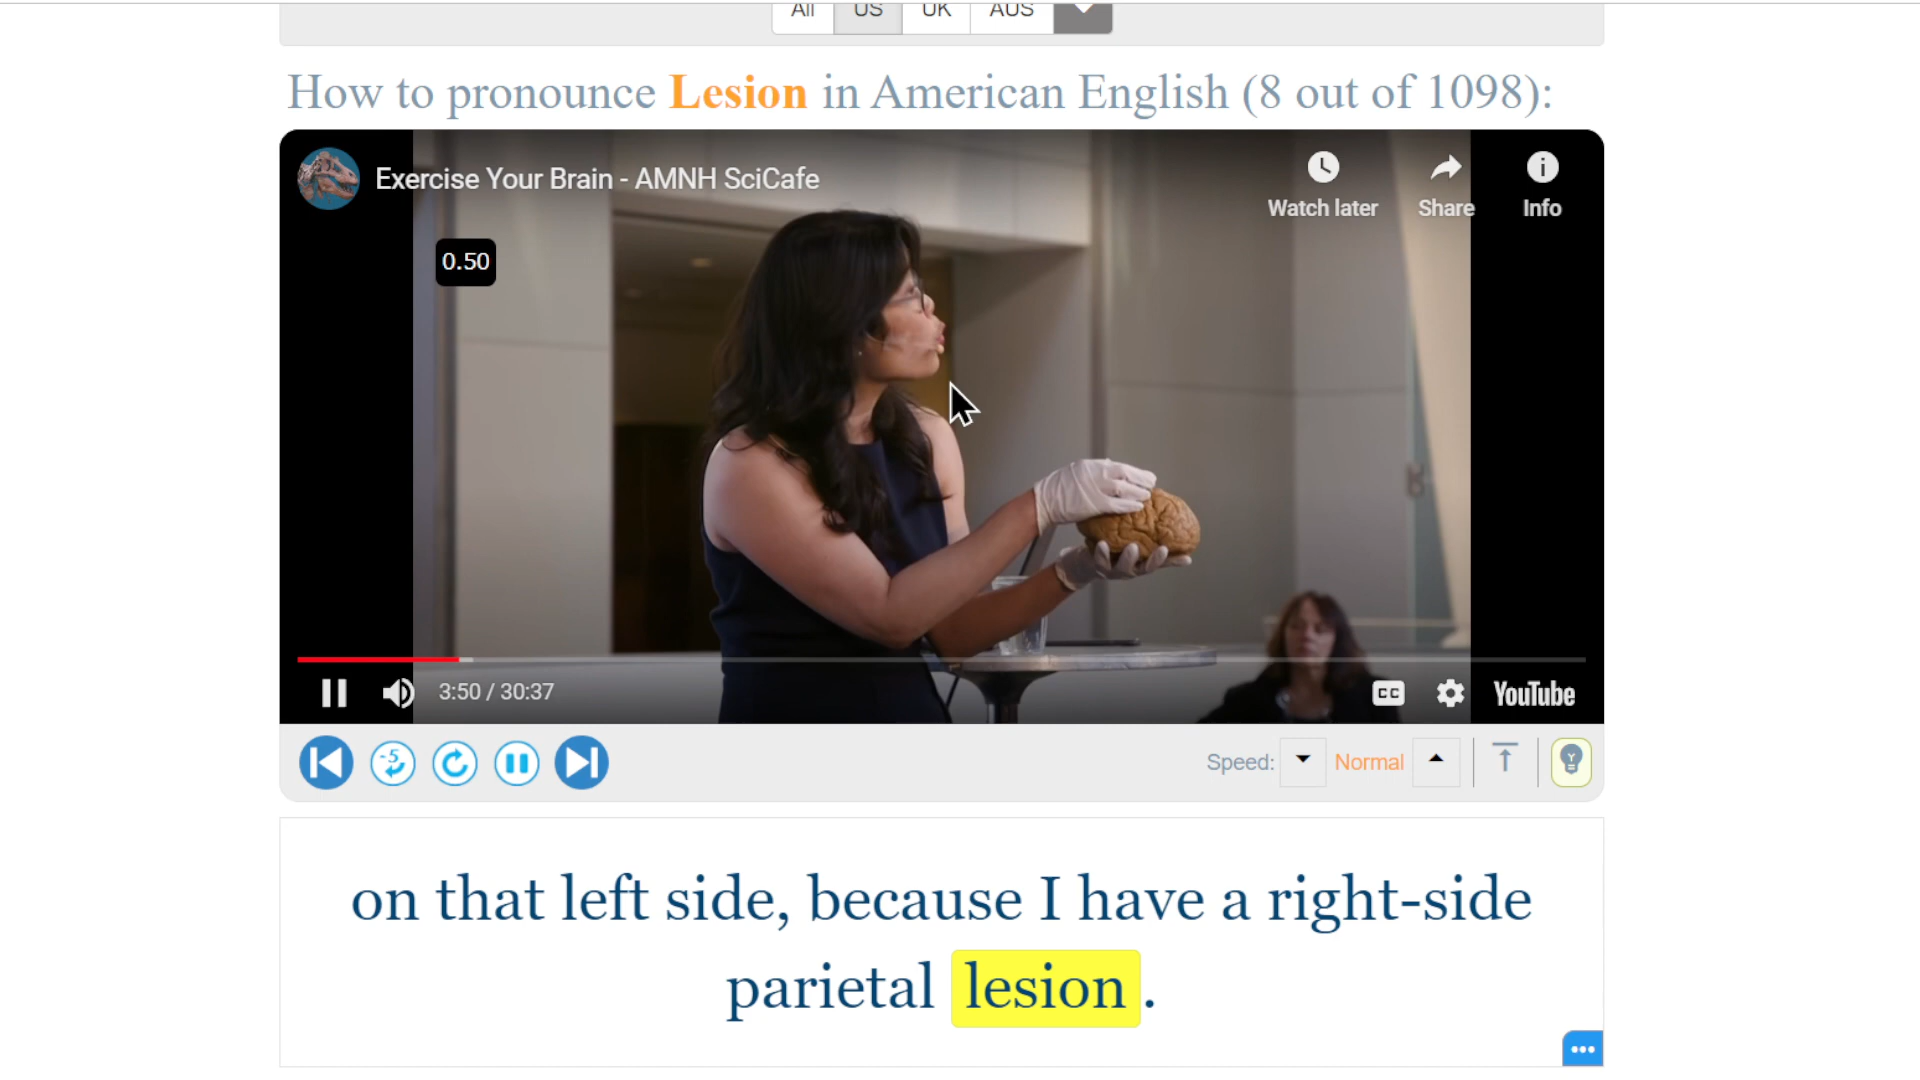 All US UK AUS
How to pronounce Lesion in American English (8 out of 1098):
Exercise Your Brain - AMNH SciCafe
Watch later Share Info
0.50
3:50 / 30:37
CC YouTube
-5
Speed: Normal
Y
on that left side, because I have a right-side
parietal lesion.